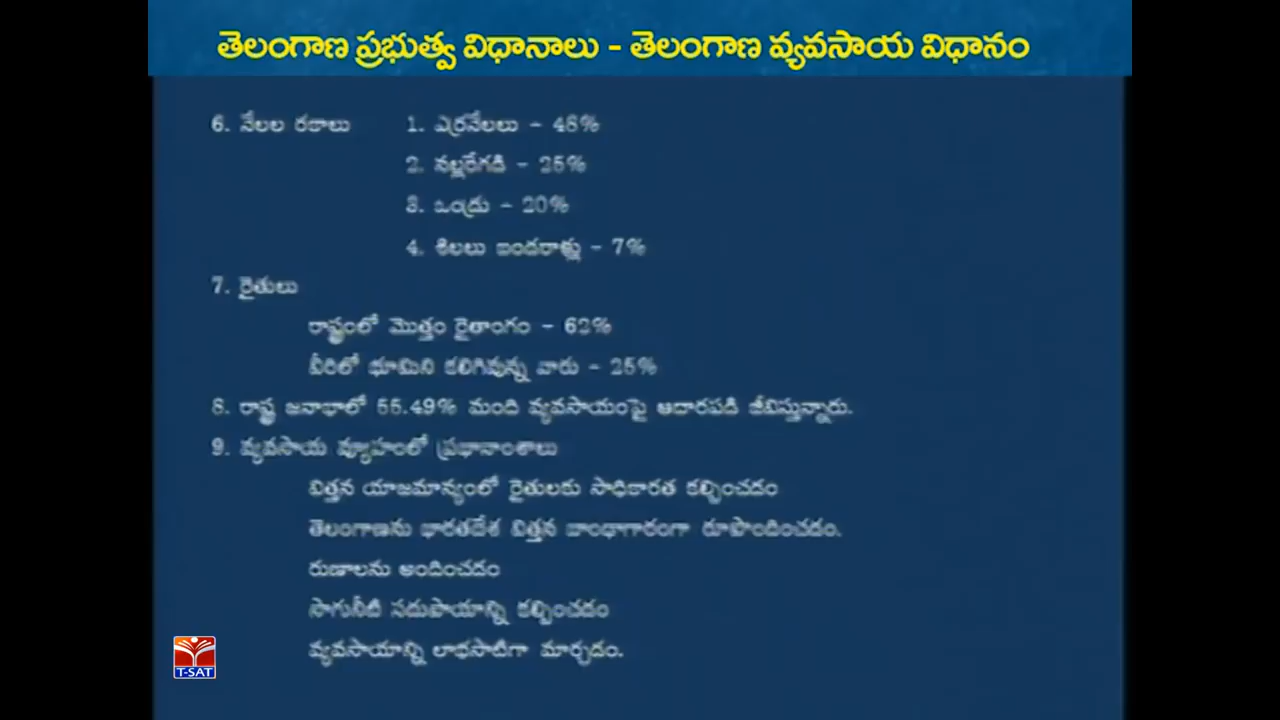 తెలంగాణ ప్రభుత్వ విధానాలు - తెలంగాణ వ్యవసాయ విధానం
6. నేలల రకాలు 1. ఎర్రనేలలు - 48%
2. నల్లరేగడి - 25%
3. ఒండ్రు - 20%
4. శిలలు బండరాళ్లు - 7%
7. రైతులు
రాష్ట్రంలో మొత్తం రైతాంగం - 62%
వీరిలో భూమిని కలిగివున్న వారు - 25%
8. రాష్ట్ర జనాభాలో 55.49% మంది వ్యవసాయంపై ఆదారపడి జీవిస్తున్నారు.
9. వ్యవసాయ వ్యూహంలో ప్రధానాంశాలు
విత్తన యాజమాన్యంలో రైతులకు సాధికారత కల్పించడం
తెలంగాణను భారతదేశ విత్తన బాంఢాగారంగా రూపొందించడం.
రుణాలను అందించడం
సాగునీటి సదుపాయాన్ని కల్పించడం
వ్యవసాయాన్ని లాభసాటిగా మార్చడం.
T-SAT